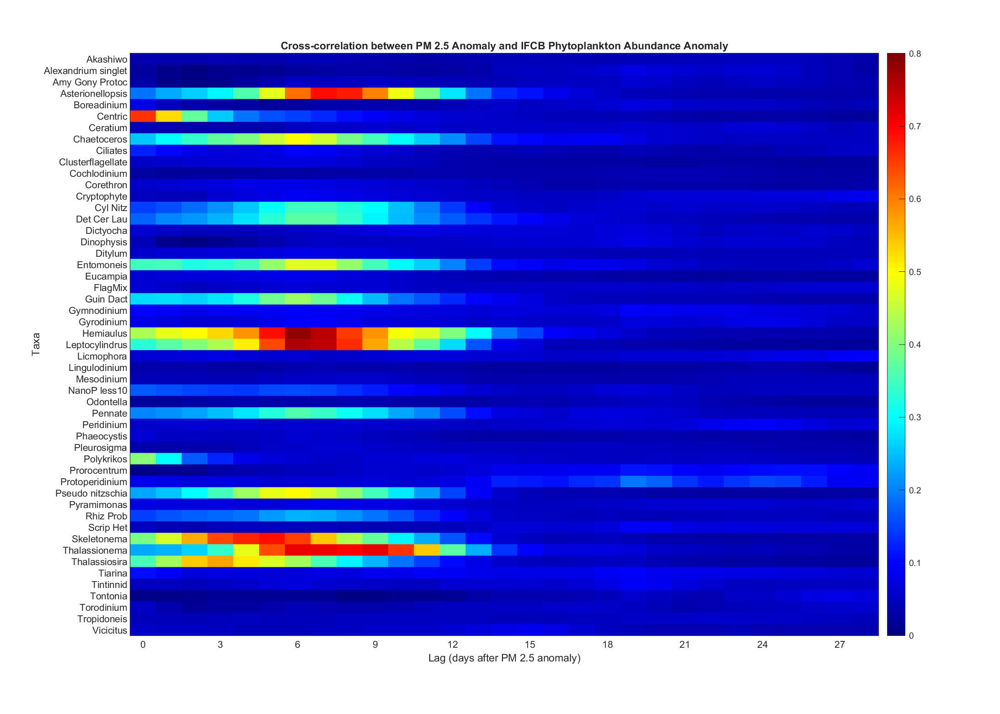 Cross-correlation between PM 2.5 Anomaly and IFCB Phytoplankton Abundance Anomaly
Taxa
Akashiwo
Alexandrium singlet
Amy Gony Protoc
Asterionellopsis
Boreadinium
Centric
Ceratium
Chaetoceros
Ciliates
Clusterflagellate
Cochlodinium
Corethron
Cryptophyte
Cyl Nitz
Det Cer Lau
Dictyocha
Dinophysis
Ditylum
Entomoneis
Eucampia
FlagMix
Guin Dact
Gymnodinium
Gyrodinium
Hemiaulus
Leptocylindrus
Licmophora
Lingulodinium
Mesodinium
NanoP less10
Odontella
Pennate
Peridinium
Phaeocystis
Pleurosigma
Polykrikos
Prorocentrum
Protoperidinium
Pseudo nitzschia
Pyramimonas
Rhiz Prob
Scrip Het
Skeletonema
Thalassionema
Thalassiosira
Tiarina
Tintinnid
Tontonia
Torodinium
Tropidoneis
Vicicitus
0 3 6 9 12 15 18 21 24 27
Lag (days after PM 2.5 anomaly)
0.8
0.7
0.6
0.5
0.4
0.3
0.2
0.1
0